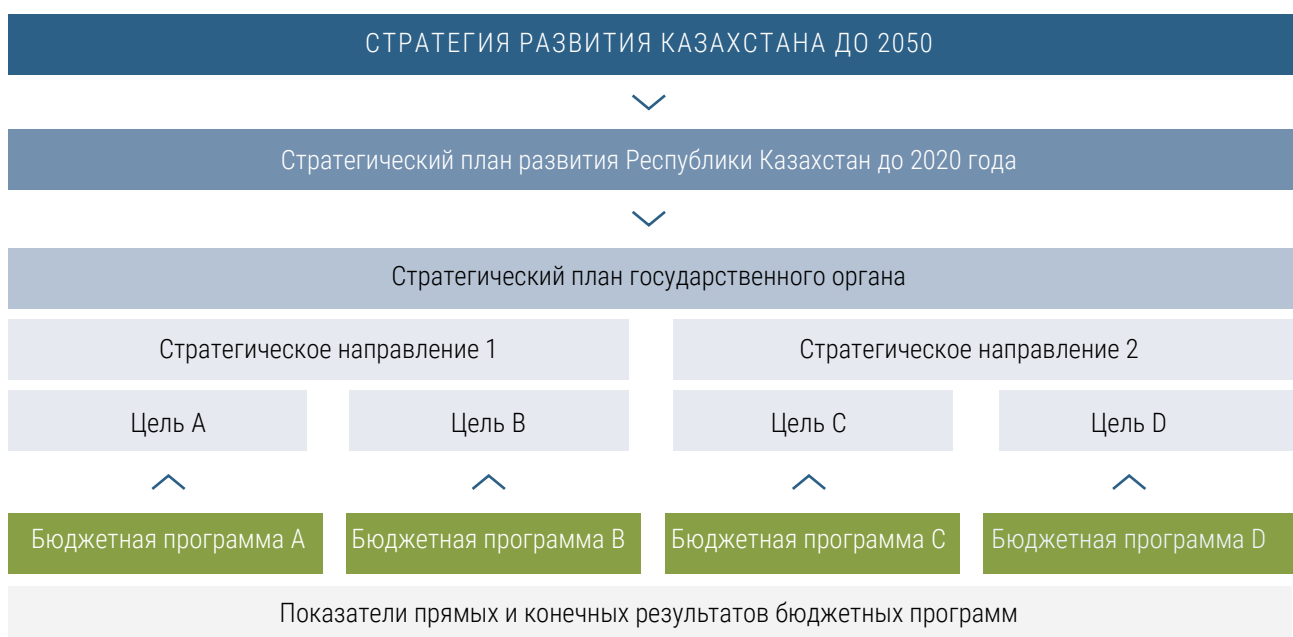 СТРАТЕГИЯ РАЗВИТИЯ КАЗАХСТАНА ДО 2050
Стратегический план развития Республики Казахстан до 2020 года
Стратегический план государственного органа
Стратегическое направление 1
Стратегическое направление 2
Цель A
Цель B
Цель C
Цель D
Бюджетная программа A
Бюджетная программа B
Бюджетная программа C
Бюджетная программа D
Показатели прямых и конечных результатов бюджетных программ